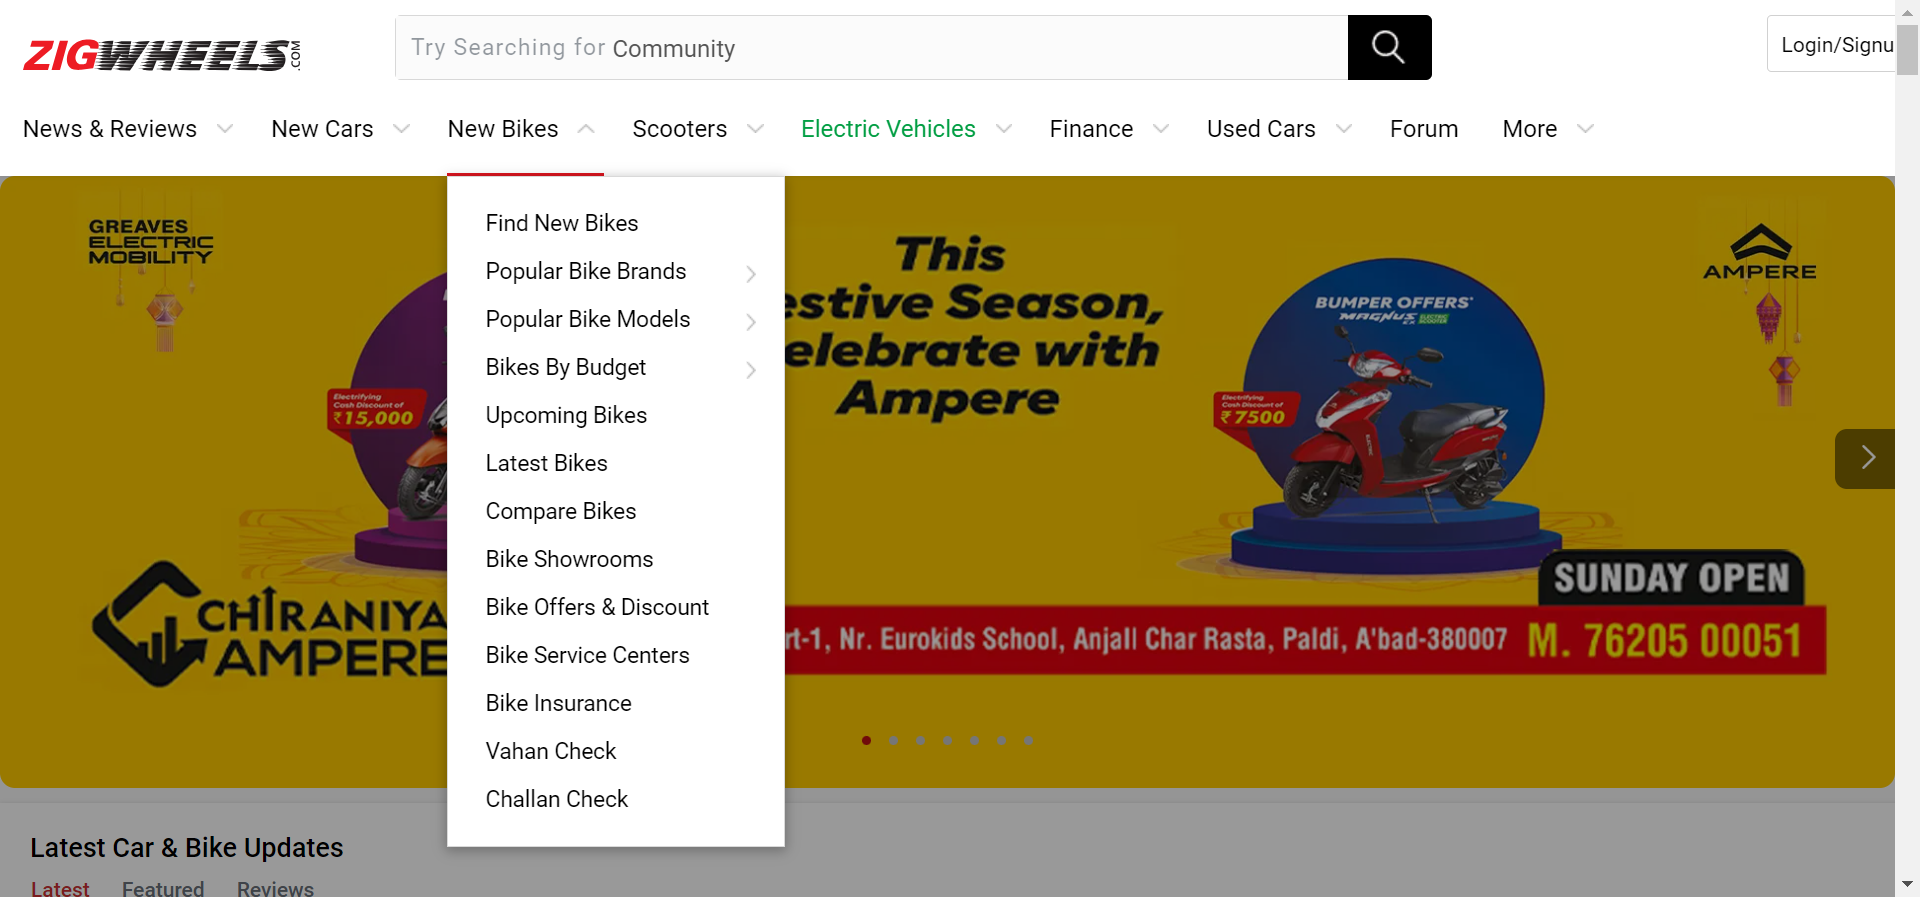 ZIGWHEELS.COM
Try Searching for Community
Login/Signu
News & Reviews
New Cars
New Bikes
Scooters
Electric Vehicles
Finance
Used Cars
Forum
More
Find New Bikes
Popular Bike Brands
Popular Bike Models
Bikes By Budget
Upcoming Bikes
Latest Bikes
Compare Bikes
Bike Showrooms
Bike Offers & Discount
Bike Service Centers
Bike Insurance
Vahan Check
Challan Check
GREAVES
ELECTRIC
MOBILITY
Electrifying
Cash Discount of
₹15,000
This
estive Season,
elebrate with
Ampere
BUMPER OFFERS*
MAGNUS EX ELECTRIC SCOOTER
Electrifying
Cash Discount of
₹7500
AMPERE
CHIRANIYA
AMPERE
SUNDAY OPEN
rt-1, Nr. Eurokids School, Anjall Char Rasta, Paldi, A'bad-380007 M. 76205 00051
Latest Car & Bike Updates
Latest
Featured
Reviews